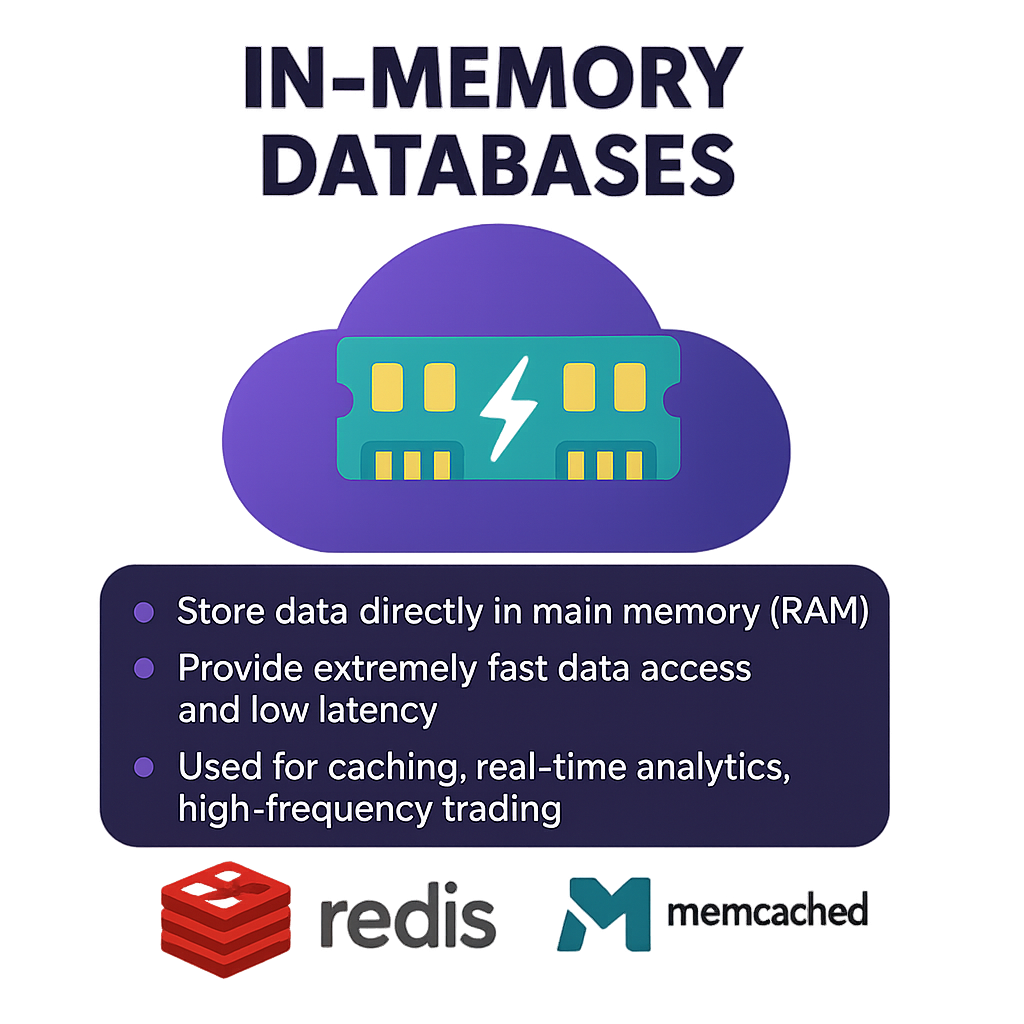 IN-MEMORY
DATABASES
Store data directly in main memory (RAM)
Provide extremely fast data access
and low latency
Used for caching, real-time analytics,
high-frequency trading
redis
memcached